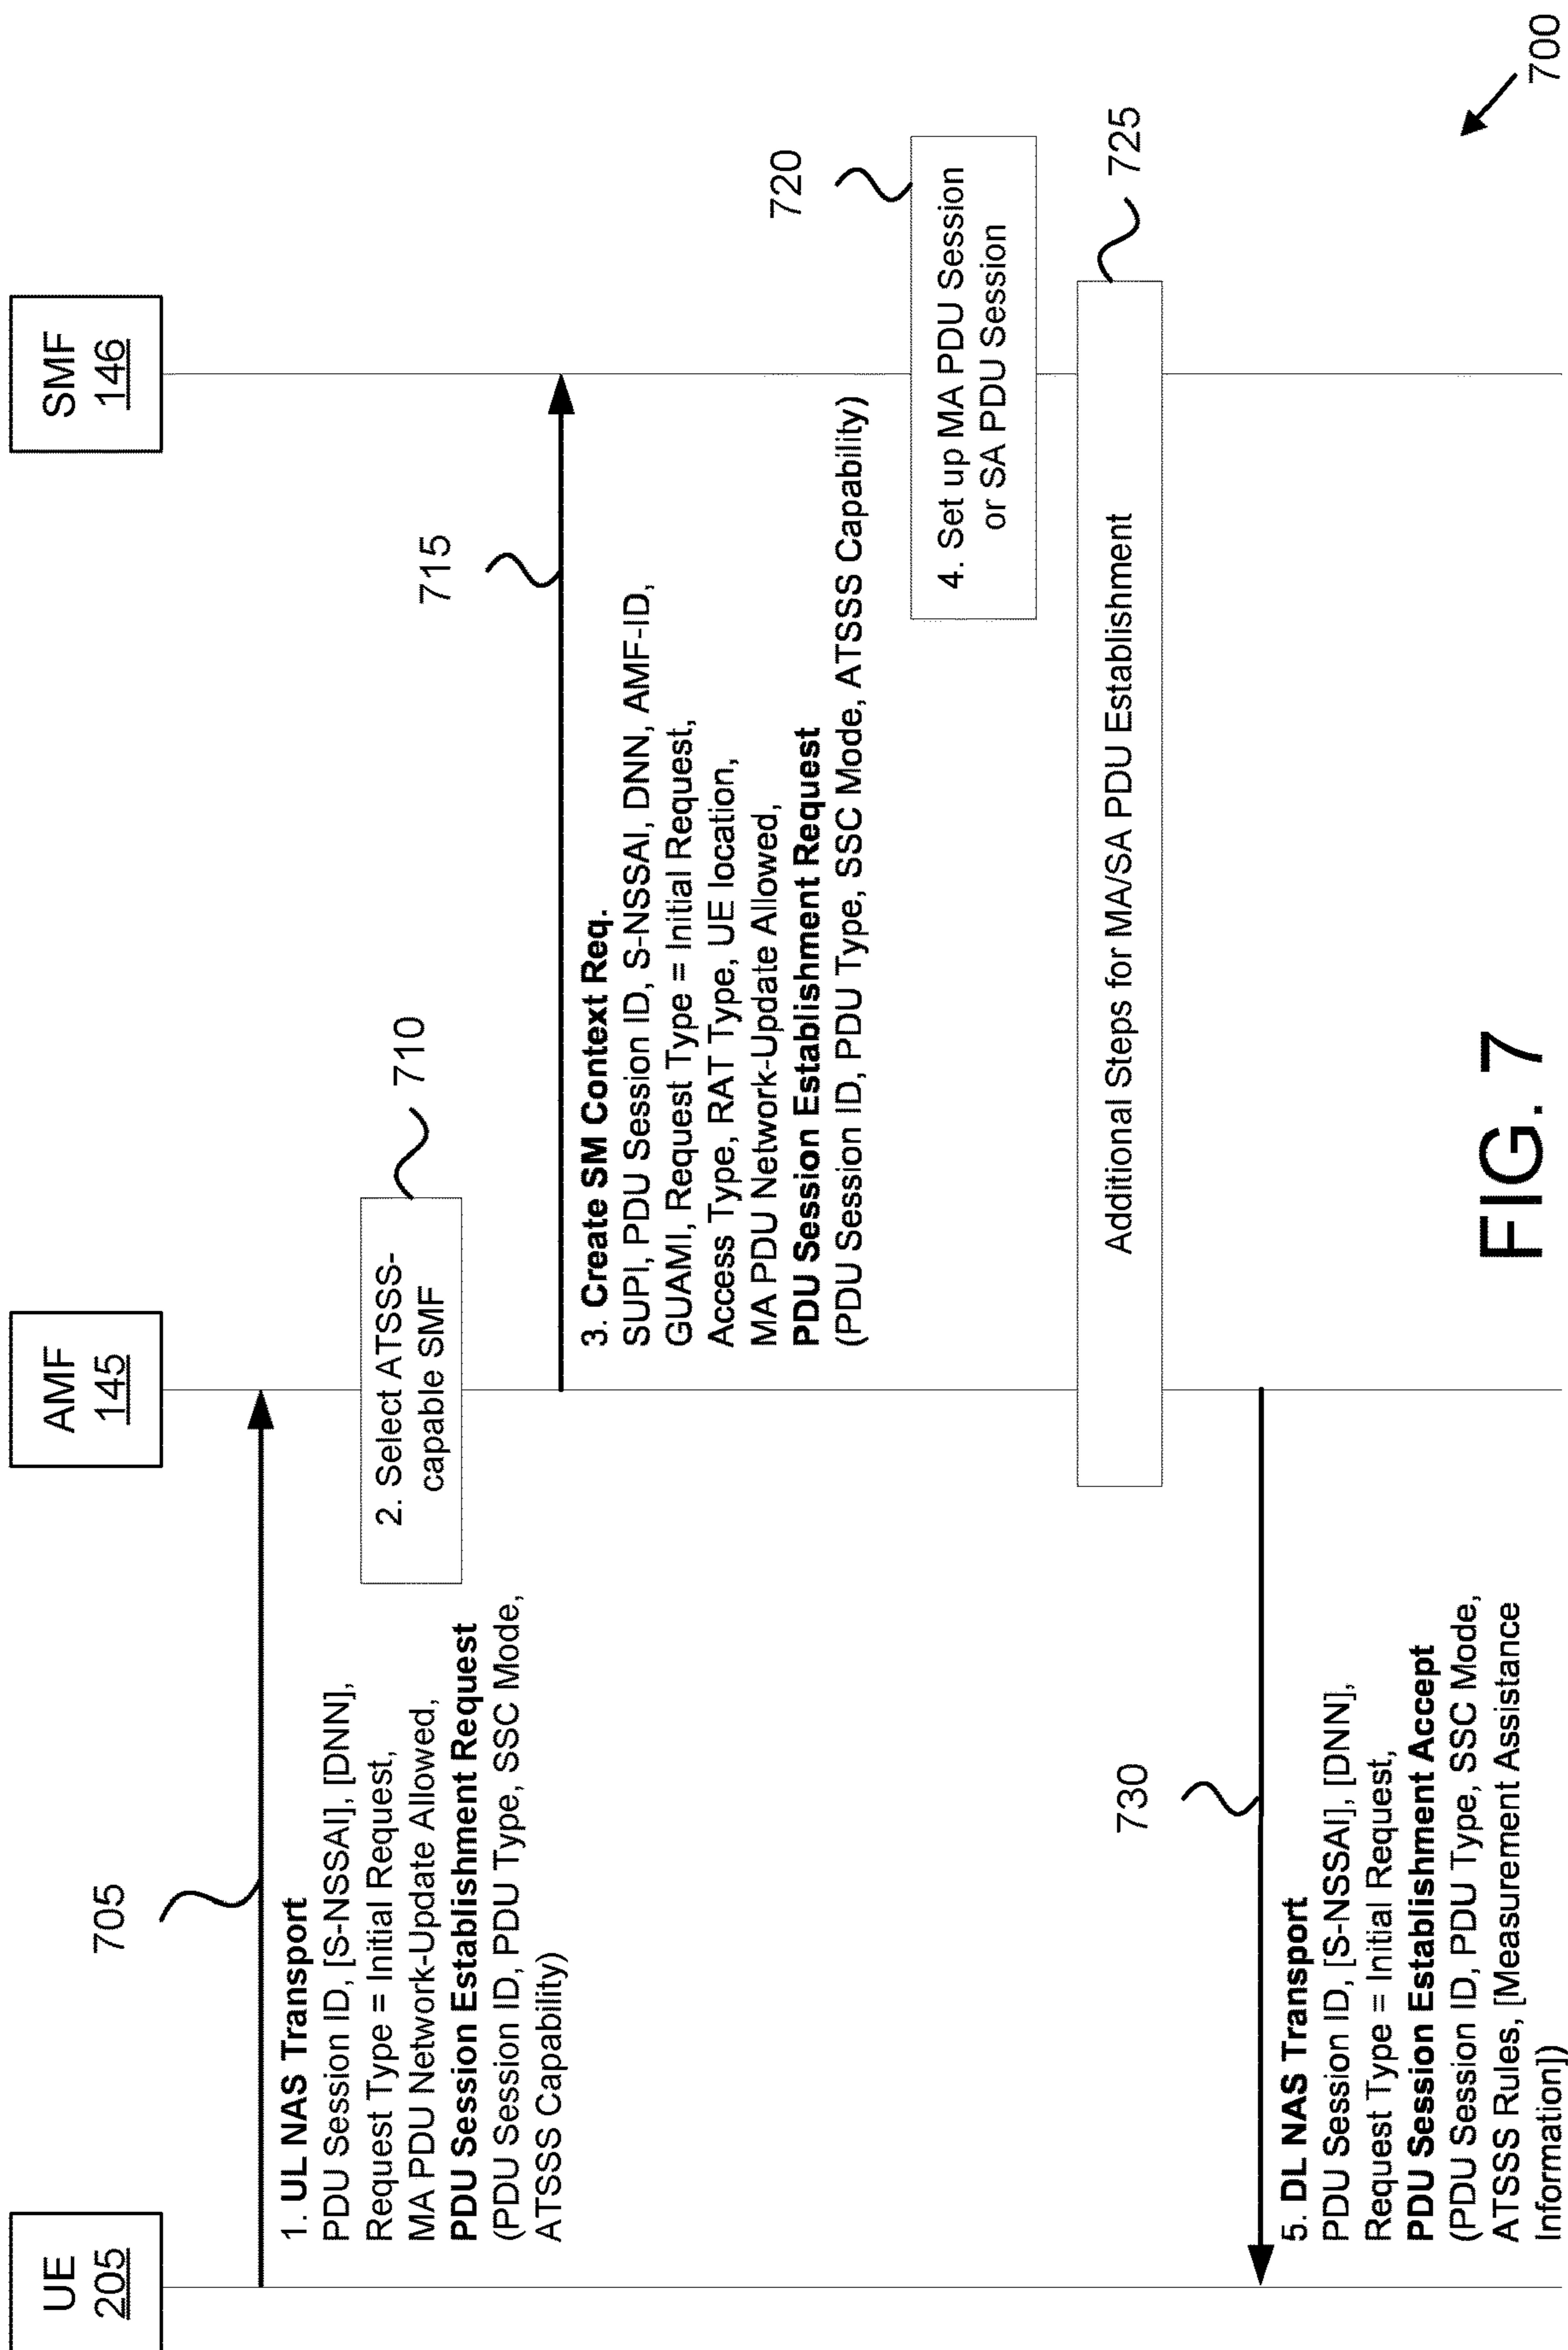 UE
205
AMF
145
SMF
146
705
1. UL NAS Transport
PDU Session ID, [S-NSSAI], [DNN],
Request Type = Initial Request,
MA PDU Network-Update Allowed,
PDU Session Establishment Request
(PDU Session ID, PDU Type, SSC Mode,
ATSSS Capability)
2. Select ATSSS-
capable SMF
710
715
3. Create SM Context Req.
SUPI, PDU Session ID, S-NSSAI, DNN, AMF-ID,
GUAMI, Request Type = Initial Request,
Access Type, RAT Type, UE location,
MA PDU Network-Update Allowed,
PDU Session Establishment Request
(PDU Session ID, PDU Type, SSC Mode, ATSSS Capability)
720
4. Set up MA PDU Session
or SA PDU Session
Additional Steps for MA/SA PDU Establishment
725
730
5. DL NAS Transport
PDU Session ID, [S-NSSAI], [DNN],
Request Type = Initial Request,
PDU Session Establishment Accept
(PDU Session ID, PDU Type, SSC Mode,
ATSSS Rules, [Measurement Assistance
Information])
FIG. 7
700